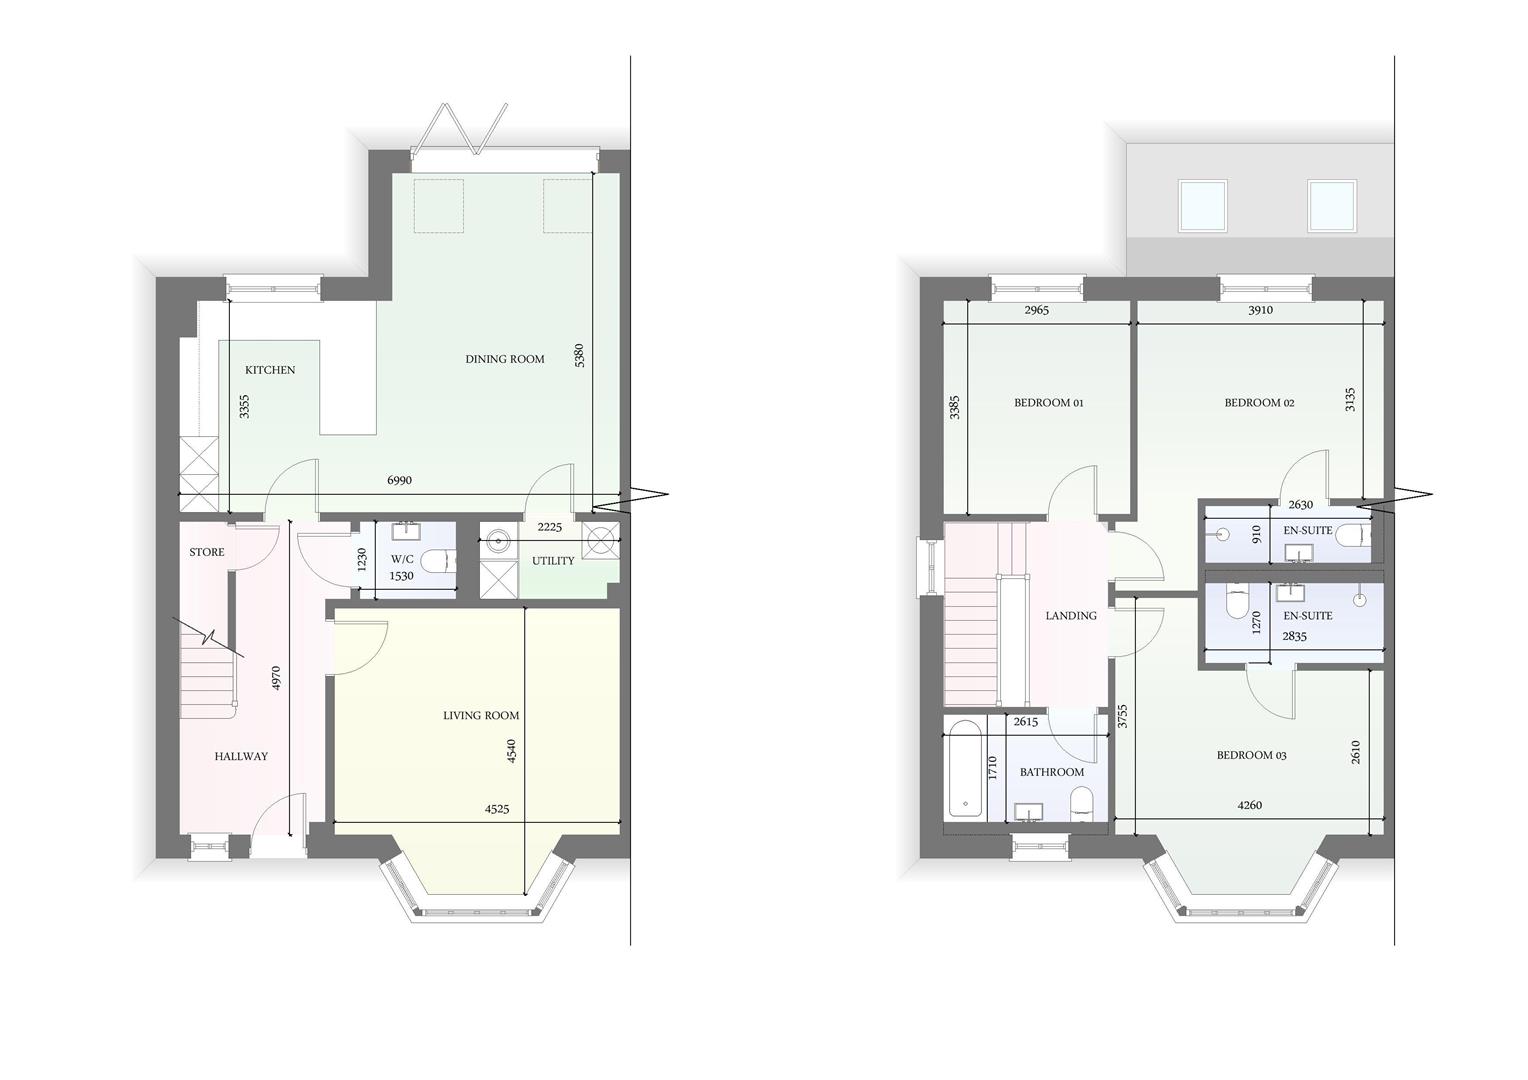 DINING ROOM
5380
KITCHEN
3355
6990
STORE
1230
W/C
1530
2225
UTILITY
4970
LIVING ROOM
4540
HALLWAY
4525
2965
3910
BEDROOM 01
3385
BEDROOM 02
3135
2630
EN-SUITE
910
LANDING
EN-SUITE
1270
2835
3755
2615
BATHROOM
1710
BEDROOM 03
2610
4260